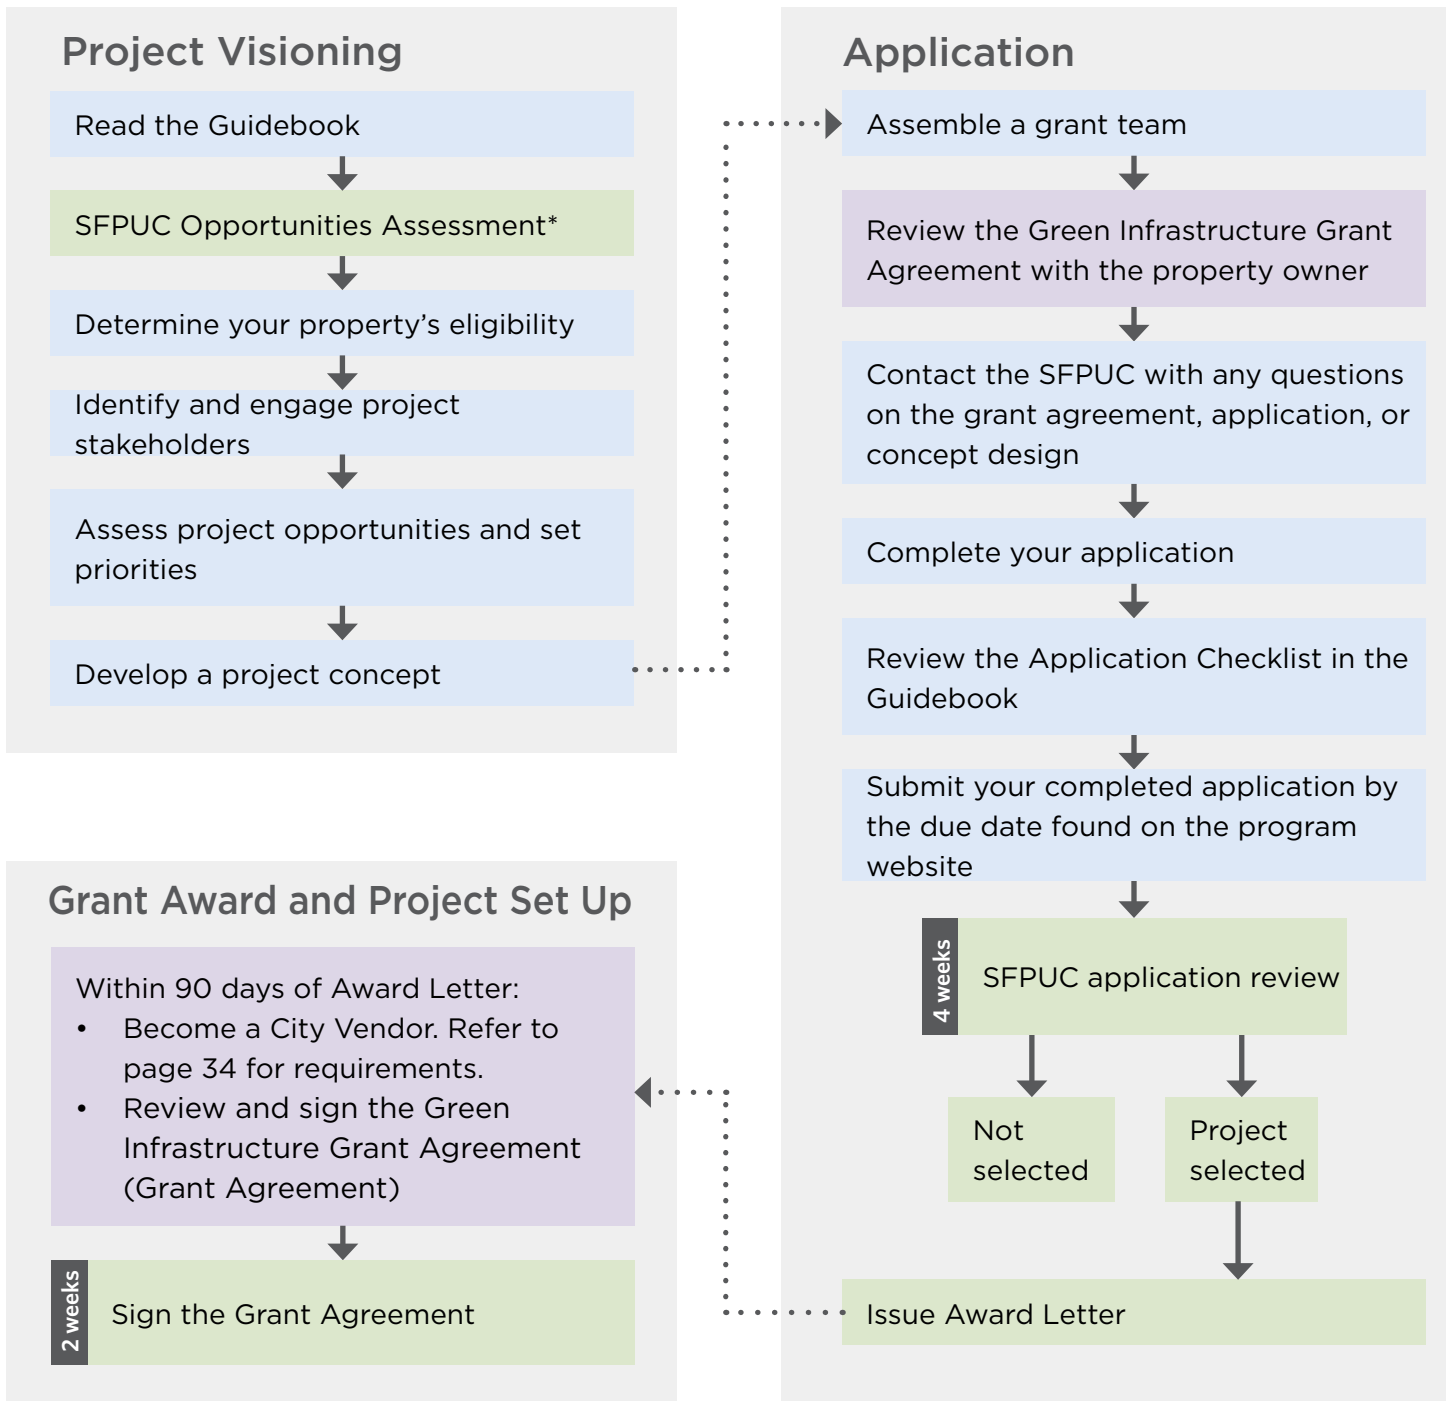 Project Visioning
Read the Guidebook
SFPUC Opportunities Assessment*
Determine your property’s eligibility
Identify and engage project
stakeholders
Assess project opportunities and set
priorities
Develop a project concept
Application
Assemble a grant team
Review the Green Infrastructure Grant
Agreement with the property owner
Contact the SFPUC with any questions
on the grant agreement, application, or
concept design
Complete your application
Review the Application Checklist in the
Guidebook
Submit your completed application by
the due date found on the program
website
4 weeks
SFPUC application review
Not
selected
Project
selected
Issue Award Letter
Grant Award and Project Set Up
Within 90 days of Award Letter:
• Become a City Vendor. Refer to
page 34 for requirements.
• Review and sign the Green
Infrastructure Grant Agreement
(Grant Agreement)
2 weeks
Sign the Grant Agreement